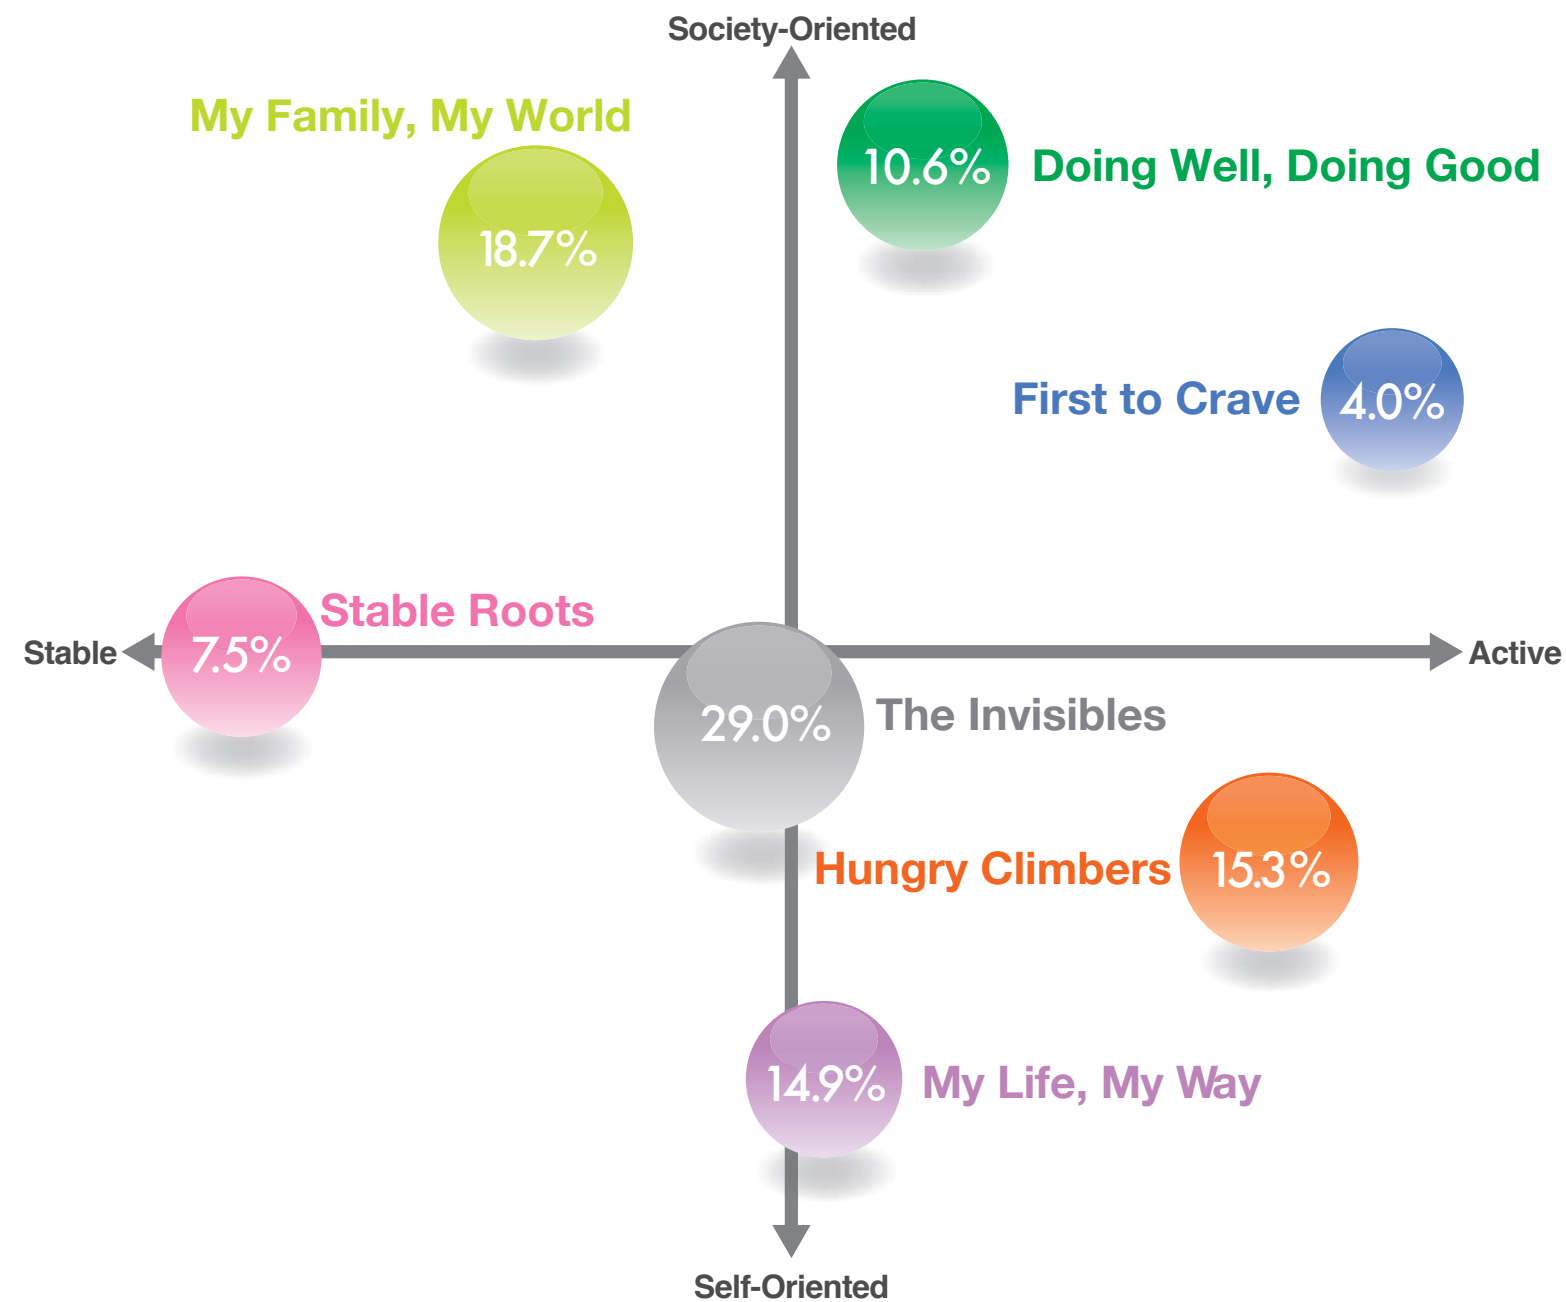 Society-Oriented
My Family, My World
10.6%
Doing Well, Doing Good
18.7%
First to Crave
4.0%
Stable Roots
Stable
7.5%
Active
29.0%
The Invisibles
Hungry Climbers
15.3%
14.9%
My Life, My Way
Self-Oriented